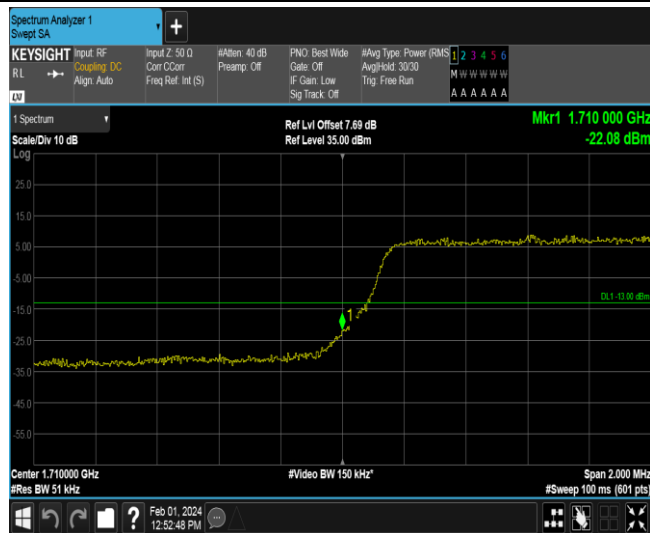 Spectrum Analyzer 1
Swept SA
+
KEYSIGHT
RL
LXI
Input: RF
Coupling: DC
Align: Auto
Input Z: 50 Ω
Corr CCorr
Freq Ref: Int (S)
#Atten: 40 dB
Preamp: Off
PNO: Best Wide
Gate: Off
IF Gain: Low
Sig Track: Off
#Avg Type: Power (RMS
Avg|Hold: 30/30
Trig: Free Run
1 2 3 4 5 6
M W W W W W
A A A A A A
1 Spectrum
Scale/Div 10 dB
Log
Ref Lvl Offset 7.69 dB
Ref Level 35.00 dBm
Mkr1 1.710 000 GHz
-22.08 dBm
25.0
15.0
5.00
-5.00
DL1 -13.00 dBm
-15.0
1
-25.0
-35.0
-45.0
-55.0
Center 1.710000 GHz
#Video BW 150 kHz*
Span 2.000 MHz
#Res BW 51 kHz
#Sweep 100 ms (601 pts)
?
Feb 01, 2024
12:52:48 PM